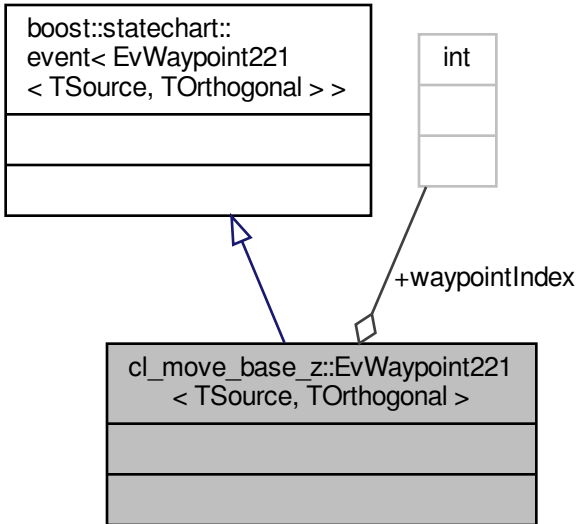 boost::statechart::
event< EvWaypoint221
< TSource, TOrthogonal > >
int
+waypointIndex
cl_move_base_z::EvWaypoint221
< TSource, TOrthogonal >